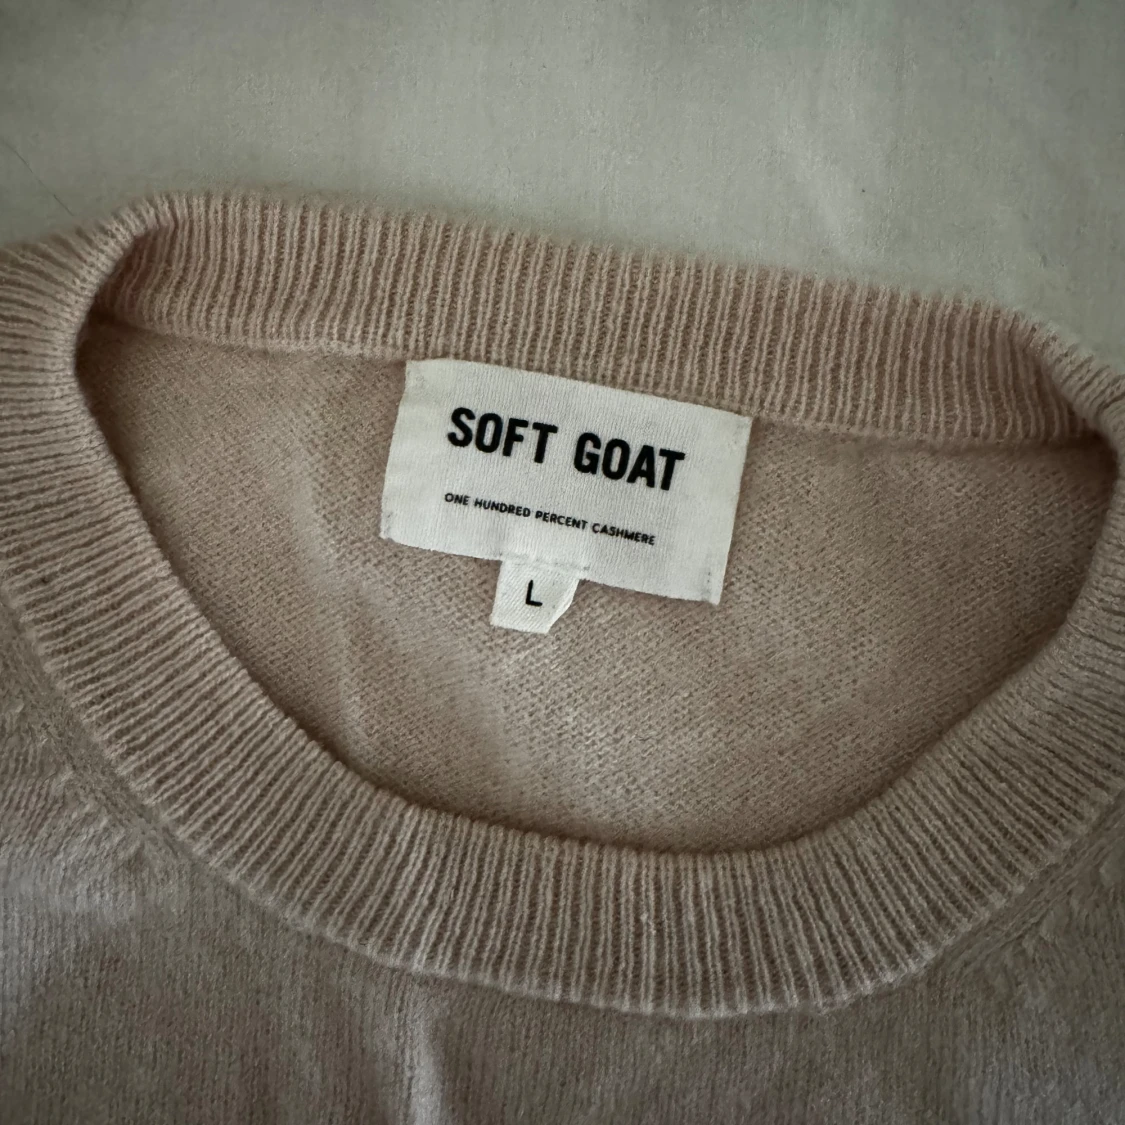 SOFT GOAT
ONE HUNDRED PERCENT CASHMERE
L